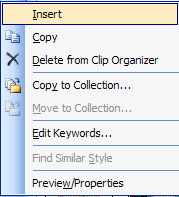 Insert
Copy
Delete from Clip Organizer
Copy to Collection...
Move to Collection...
Edit Keywords...
Find Similar Style
Preview/Properties